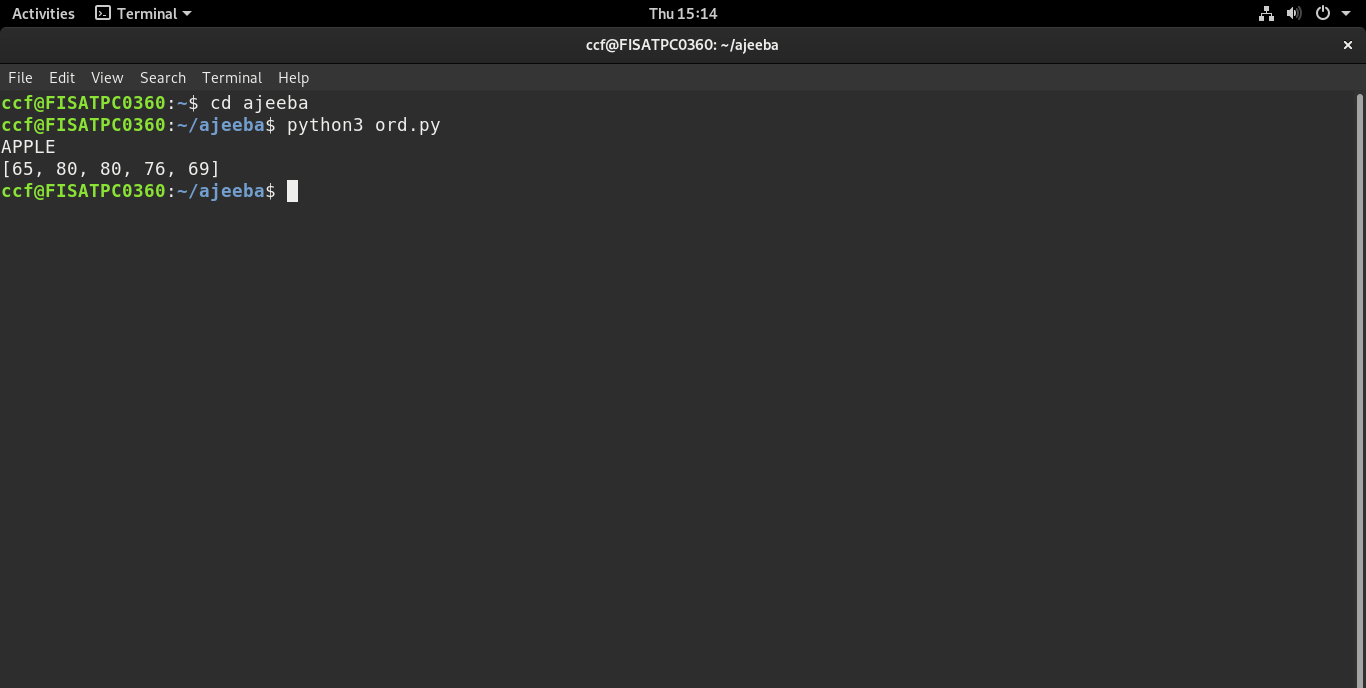 Activities Terminal Thu 15:14
ccf@FISATPC0360: ~/ajeeba ×
File Edit View Search Terminal Help
ccf@FISATPC0360:~$ cd ajeeba
ccf@FISATPC0360:~/ajeeba$ python3 ord.py
APPLE
[65, 80, 80, 76, 69]
ccf@FISATPC0360:~/ajeeba$